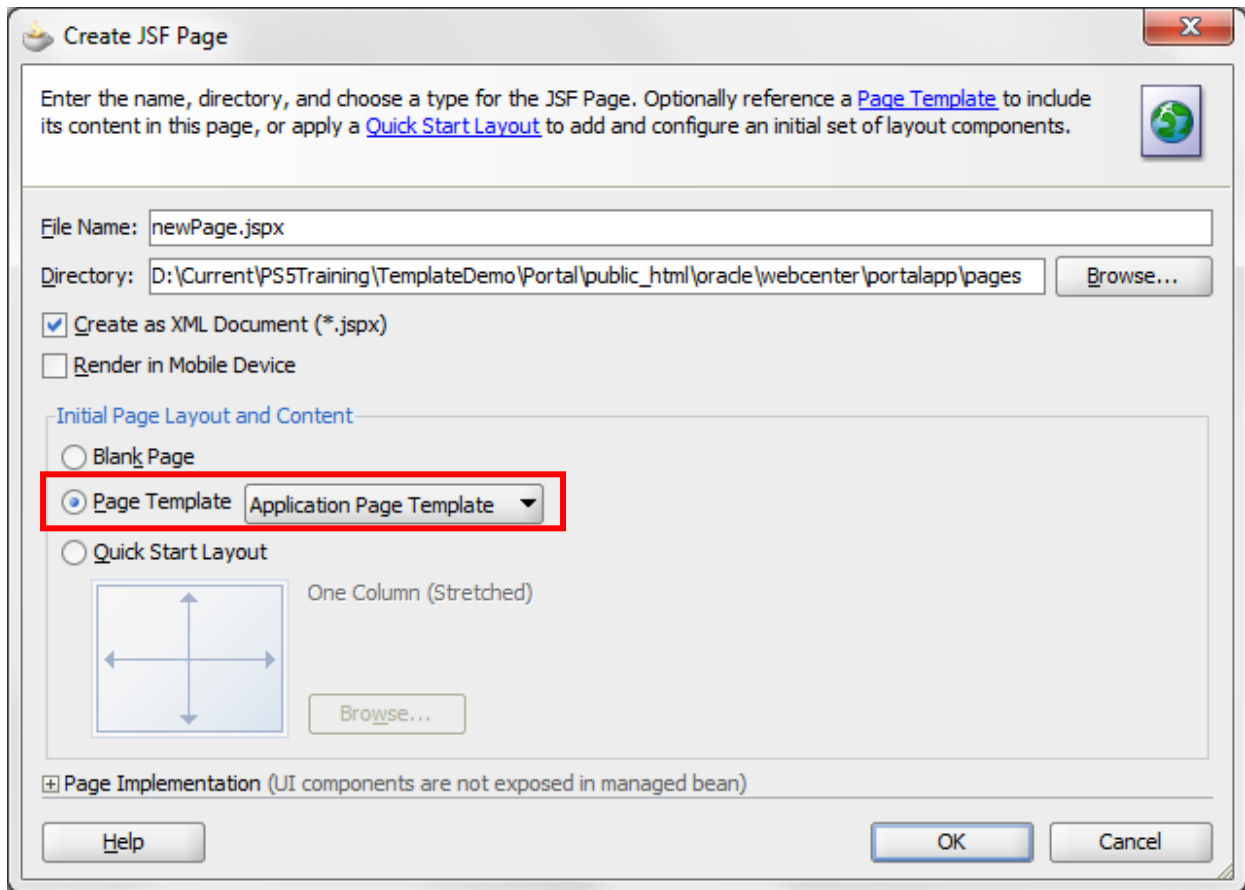 Create JSF Page
Enter the name, directory, and choose a type for the JSF Page. Optionally reference a Page Template to include
its content in this page, or apply a Quick Start Layout to add and configure an initial set of layout components.
File Name: newPage.jspx
Directory: D:\Current\PS5Training\TemplateDemo\Portal\public_html\oracle\webcenter\portalapp\pages Browse...
Create as XML Document (*.jspx)
Render in Mobile Device
Initial Page Layout and Content
Blank Page
Page Template Application Page Template
Quick Start Layout
One Column (Stretched)
Browse...
Page Implementation (UI components are not exposed in managed bean)
Help OK Cancel